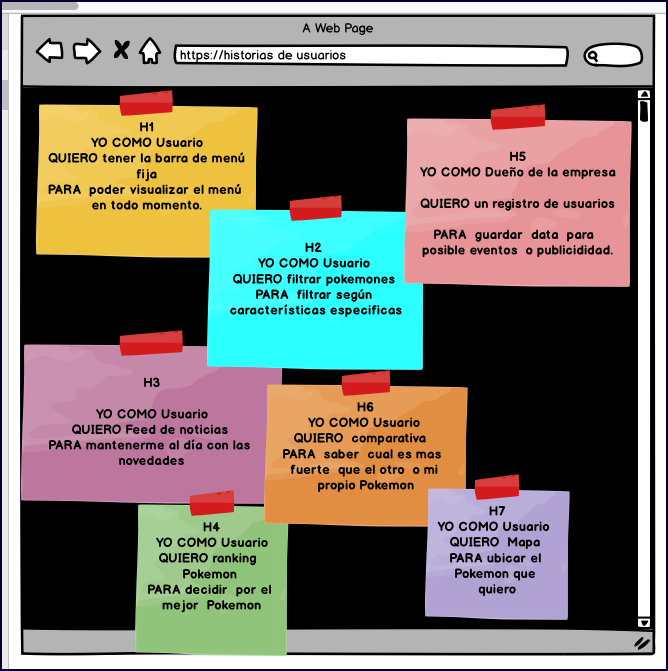 A Web Page
https://historias de usuarios
H1
YO COMO Usuario
QUIERO tener la barra de menú
fija
PARA poder visualizar el menú
en todo momento.
H5
YO COMO Dueño de la empresa
QUIERO un registro de usuarios
PARA guardar data para
posible eventos o publicididad.
H2
YO COMO Usuario
QUIERO filtrar pokemones
PARA filtrar según
características especificas
H3
YO COMO Usuario
QUIERO Feed de noticias
PARA mantenerme al día con las
novedades
H6
YO COMO Usuario
QUIERO comparativa
PARA saber cual es mas
fuerte que el otro o mi
propio Pokemon
H4
YO COMO Usuario
QUIERO ranking
Pokemon
PARA decidir por el
mejor Pokemon
H7
YO COMO Usuario
QUIERO Mapa
PARA ubicar el
Pokemon que
quiero